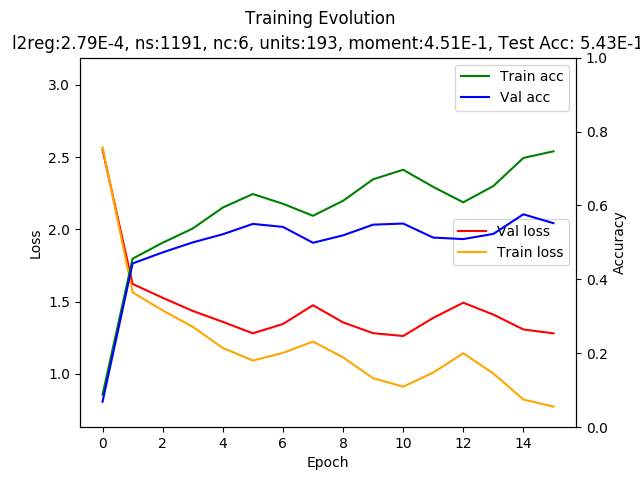 Training Evolution
l2reg:2.79E-4, ns:1191, nc:6, units:193, moment:4.51E-1, Test Acc: 5.43E-1
Train acc
Val acc
Val loss
Train loss
Loss
3.0
2.5
2.0
1.5
1.0
Accuracy
1.0
0.8
0.6
0.4
0.2
0.0
0 2 4 6 8 10 12 14
Epoch